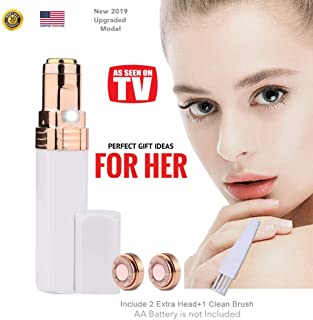 New 2019
Upgraded
Model
AS SEEN ON
TV
PERFECT GIFT IDEAS
FOR HER
Include 2 Extra Head+1 Clean Brush
AA Battery is not Included